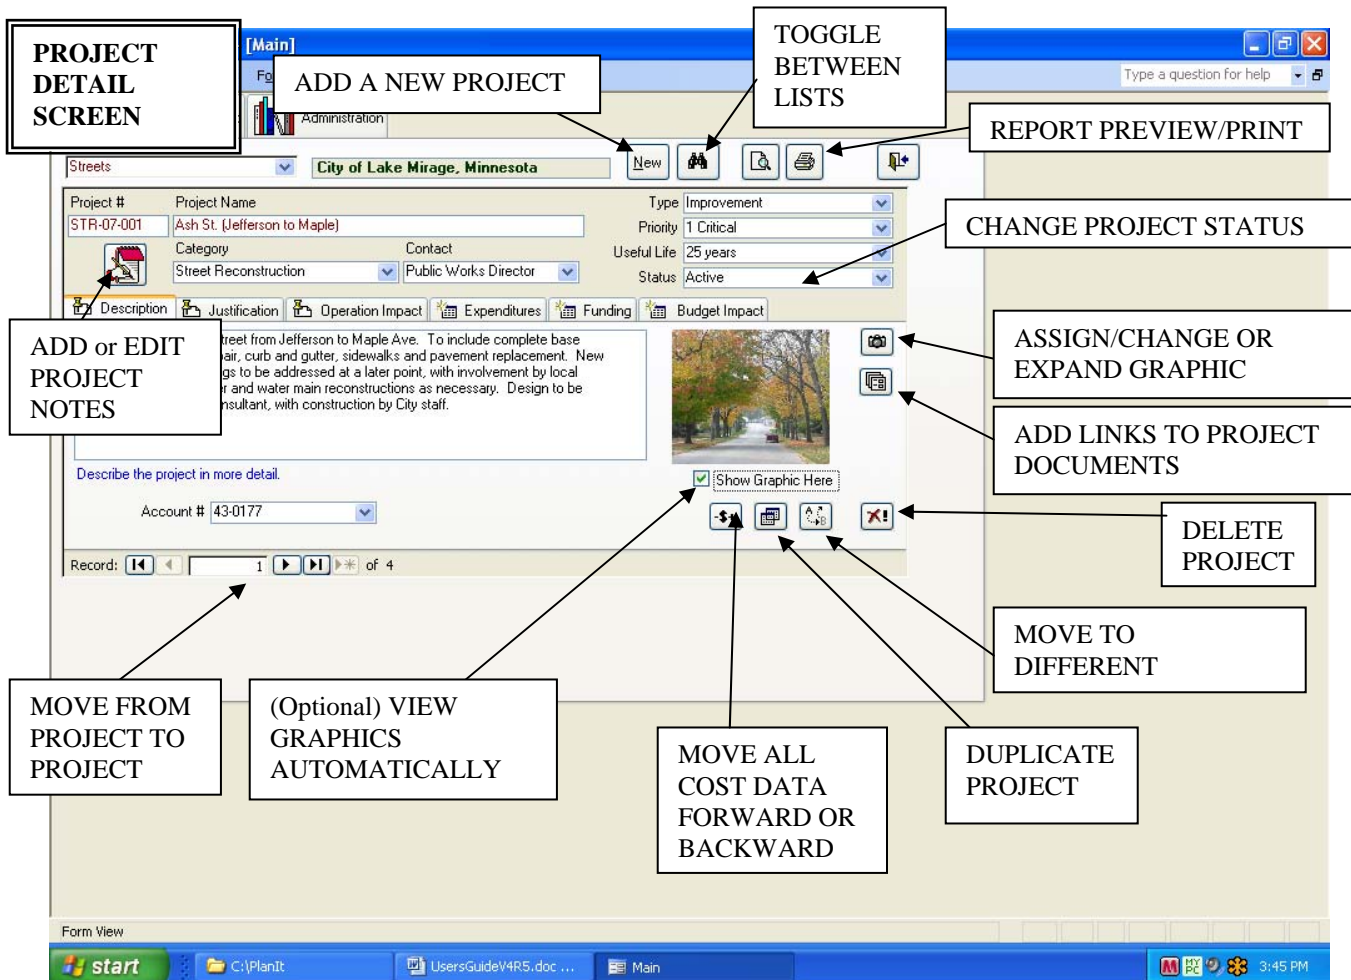 PROJECT
DETAIL
SCREEN
[Main]
Fo
ADD A NEW PROJECT
TOGGLE
BETWEEN
LISTS
Type a question for help
Administration
REPORT PREVIEW/PRINT
Streets
City of Lake Mirage, Minnesota
New
Project #
Project Name
Type Improvement
STR-07-001
Ash St. (Jefferson to Maple)
Priority 1 Critical
CHANGE PROJECT STATUS
Category
Contact
Useful Life 25 years
Street Reconstruction
Public Works Director
Status Active
Description
Justification
Operation Impact
Expenditures
Funding
Budget Impact
ADD or EDIT
PROJECT
NOTES
treet from Jefferson to Maple Ave. To include complete base
air, curb and gutter, sidewalks and pavement replacement. New
gs to be addressed at a later point, with involvement by local
r and water main reconstructions as necessary. Design to be
nsultant, with construction by City staff.
ASSIGN/CHANGE OR
EXPAND GRAPHIC
ADD LINKS TO PROJECT
DOCUMENTS
Describe the project in more detail.
Show Graphic Here
Account # 43-0177
-$+
A
B
!
DELETE
PROJECT
Record: 1 of 4
MOVE TO
DIFFERENT
MOVE FROM
PROJECT TO
PROJECT
(Optional) VIEW
GRAPHICS
AUTOMATICALLY
MOVE ALL
COST DATA
FORWARD OR
BACKWARD
DUPLICATE
PROJECT
Form View
start
C:\PlanIt
UsersGuideV4R5.doc ...
Main
M
MY
PC
3:45 PM